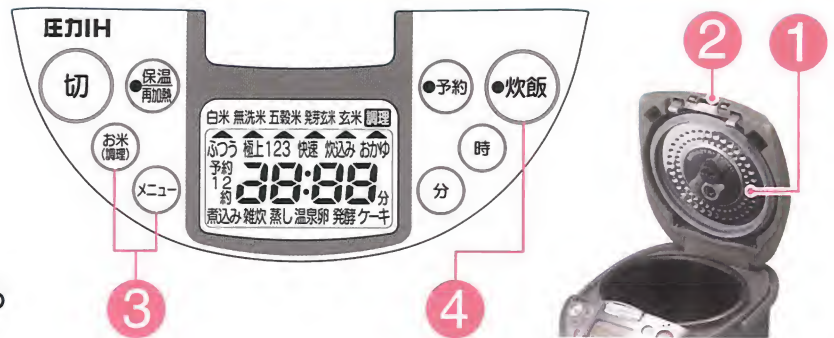 圧力IH
切
保温
再加熱
予約
炊飯
白米 無洗米 五穀米 発芽玄米 玄米 調理
ふつう 極上123 快速 炊込み おかゆ
予約
12
約
38:88
分
煮込み 雑炊 蒸し 温泉卵 発酵 ケーキ
お米
(調理)
メニュー
時
分
3
4
2
1